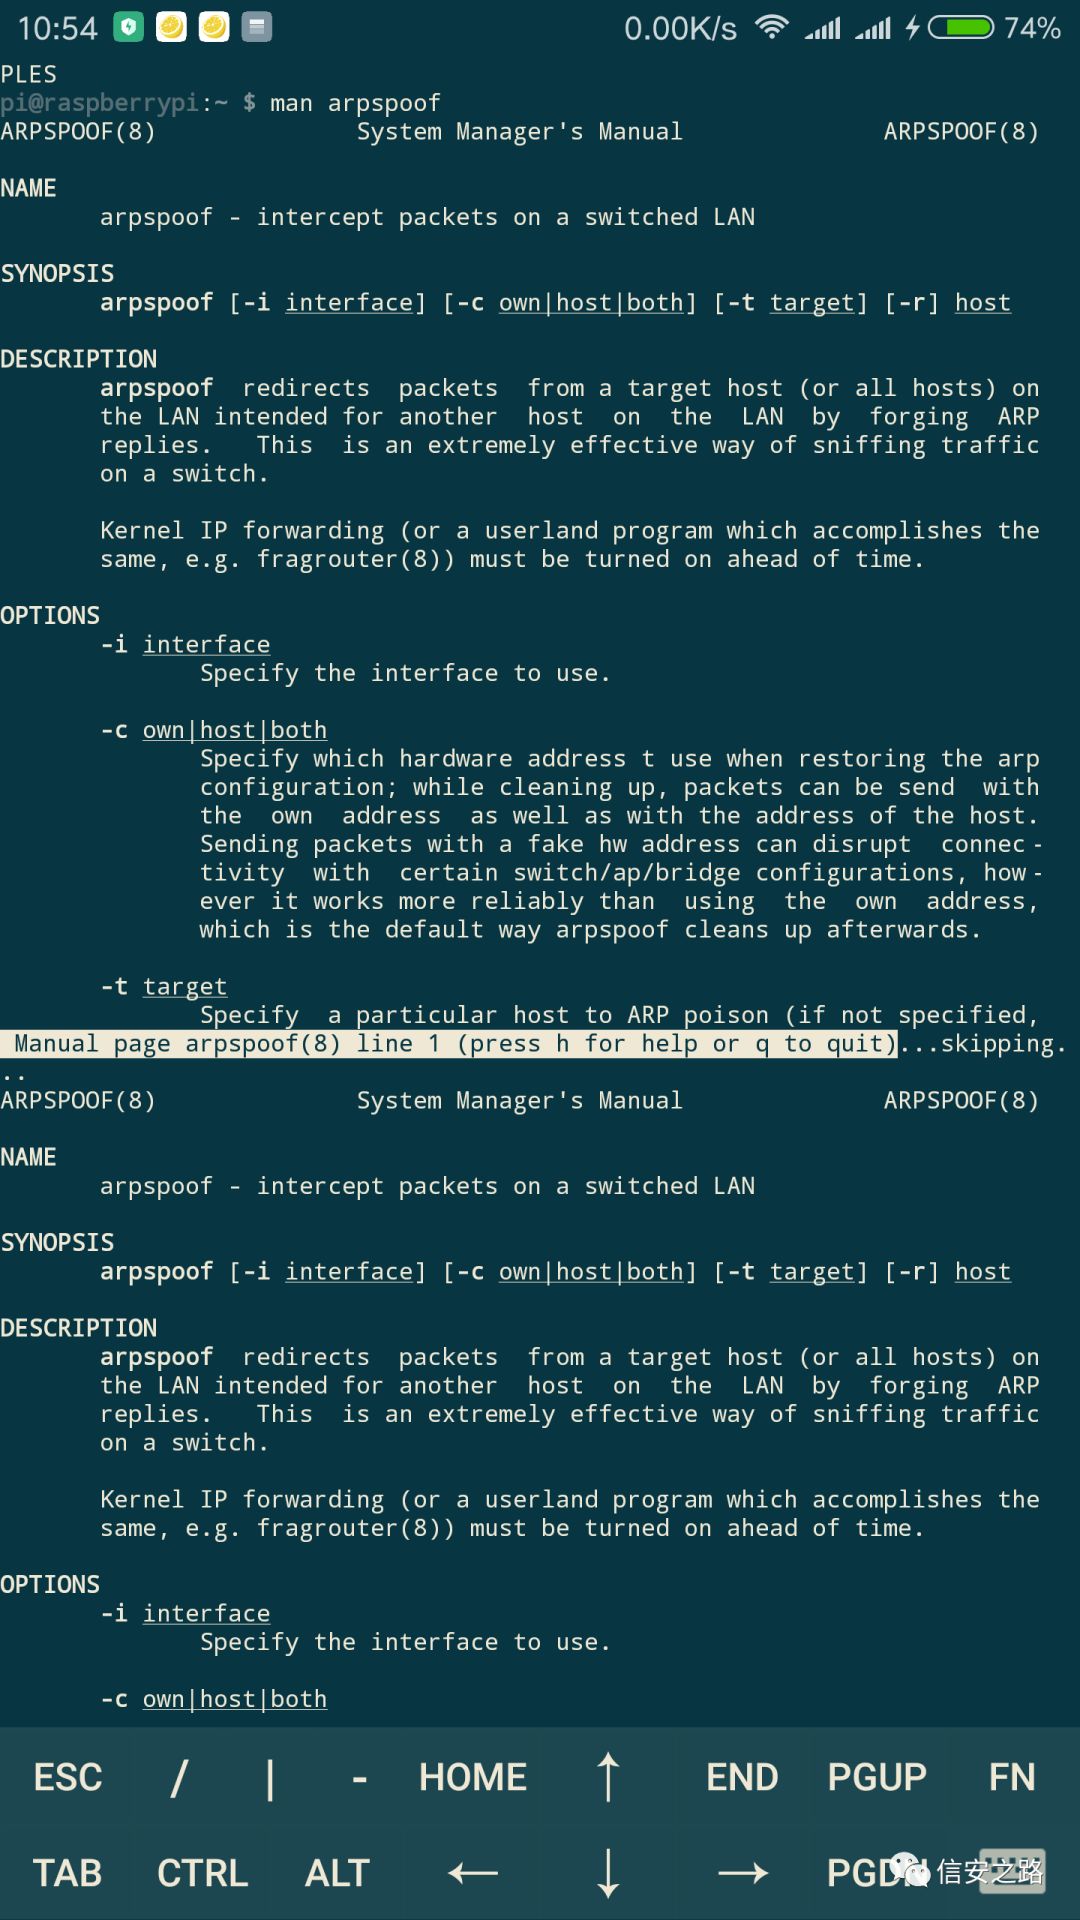 10:54 0.00K/s 74%
PLES
pi@raspberrypi:~ $ man arpspoof
ARPSPOOF(8) System Manager's Manual ARPSPOOF(8)
NAME
arpspoof - intercept packets on a switched LAN
SYNOPSIS
arpspoof [-i interface] [-c own|host|both] [-t target] [-r] host
DESCRIPTION
arpspoof redirects packets from a target host (or all hosts) on
the LAN intended for another host on the LAN by forging ARP
replies. This is an extremely effective way of sniffing traffic
on a switch.
Kernel IP forwarding (or a userland program which accomplishes the
same, e.g. fragrouter(8)) must be turned on ahead of time.
OPTIONS
-i interface
Specify the interface to use.
-c own|host|both
Specify which hardware address t use when restoring the arp
configuration; while cleaning up, packets can be send with
the own address as well as with the address of the host.
Sending packets with a fake hw address can disrupt connec-
tivity with certain switch/ap/bridge configurations, how-
ever it works more reliably than using the own address,
which is the default way arpspoof cleans up afterwards.
-t target
Specify a particular host to ARP poison (if not specified,
Manual page arpspoof(8) line 1 (press h for help or q to quit)...skipping.
..
ARPSPOOF(8) System Manager's Manual ARPSPOOF(8)
NAME
arpspoof - intercept packets on a switched LAN
SYNOPSIS
arpspoof [-i interface] [-c own|host|both] [-t target] [-r] host
DESCRIPTION
arpspoof redirects packets from a target host (or all hosts) on
the LAN intended for another host on the LAN by forging ARP
replies. This is an extremely effective way of sniffing traffic
on a switch.
Kernel IP forwarding (or a userland program which accomplishes the
same, e.g. fragrouter(8)) must be turned on ahead of time.
OPTIONS
-i interface
Specify the interface to use.
-c own|host|both
ESC / | - HOME ↑ END PGUP FN
TAB CTRL ALT ← ↓ → PGDN 信安之路